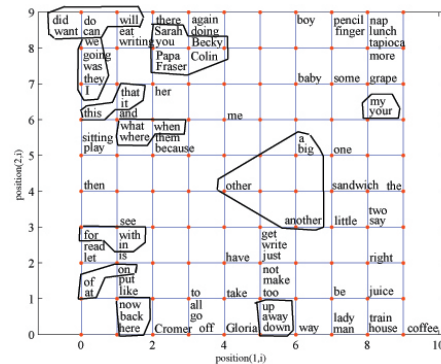 9 did do will there again boy pencil nap
want can eat Sarah doing finger lunch
8 we writing you Becky tapioca
going Papa Colin more
was Fraser
7 they her baby some grape
I that
it my
6 this and me your
what when
sitting where them a
play because big one
5
4 then other sandwich the
see two
3 another little say
for with get
read in write
2 let is have just right
on not
of put make
1 at like to take too be juice
now all up
back go away lady train
0 here Cromer off Gloria down way man house coffee
0 1 2 3 4 5 6 7 8 9 10
position(1,i)
position(2,i)